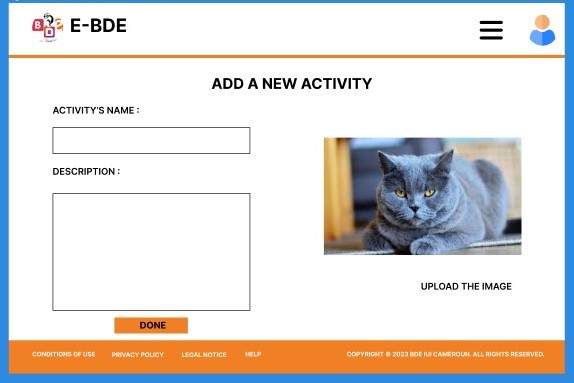 E-BDE
ADD A NEW ACTIVITY
ACTIVITY'S NAME :
DESCRIPTION :
UPLOAD THE IMAGE
DONE
CONDITIONS OF USE PRIVACY POLICY LEGAL NOTICE HELP COPYRIGHT © 2023 BDE IUI CAMEROUN. ALL RIGHTS RESERVED.